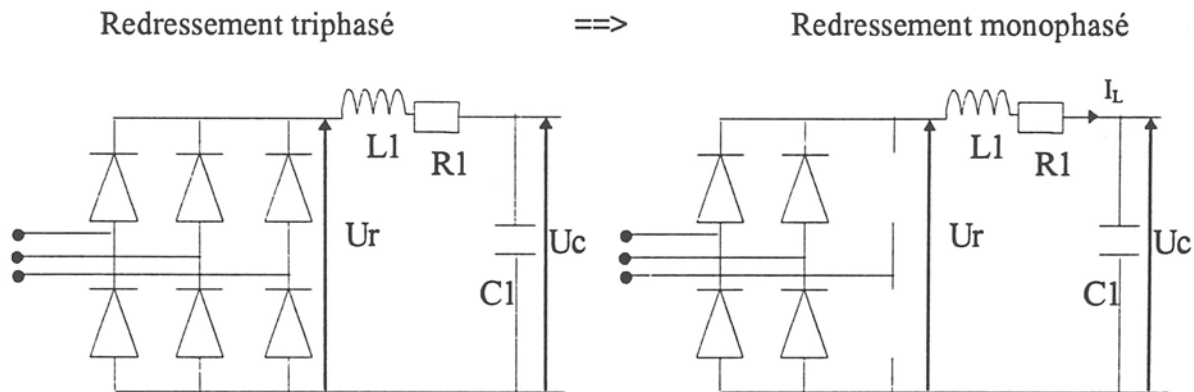 Redressement triphasé ==> Redressement monophasé
L1
R1
Ur
Uc
C1
I_L
L1
R1
Ur
Uc
C1